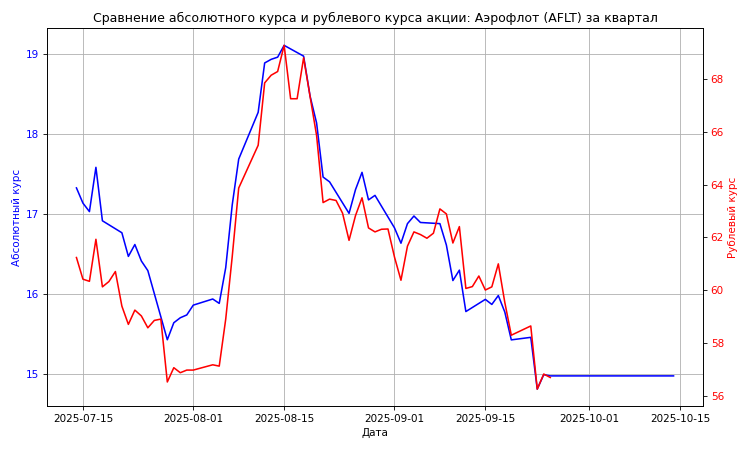 Сравнение абсолютного курса и рублевого курса акции: Аэрофлот (AFLT) за квартал
19
18
17
16
15
Абсолютный курс
68
66
64
62
60
58
56
Рублевый курс
2025-07-15 2025-08-01 2025-08-15 2025-09-01 2025-09-15 2025-10-01 2025-10-15
Дата